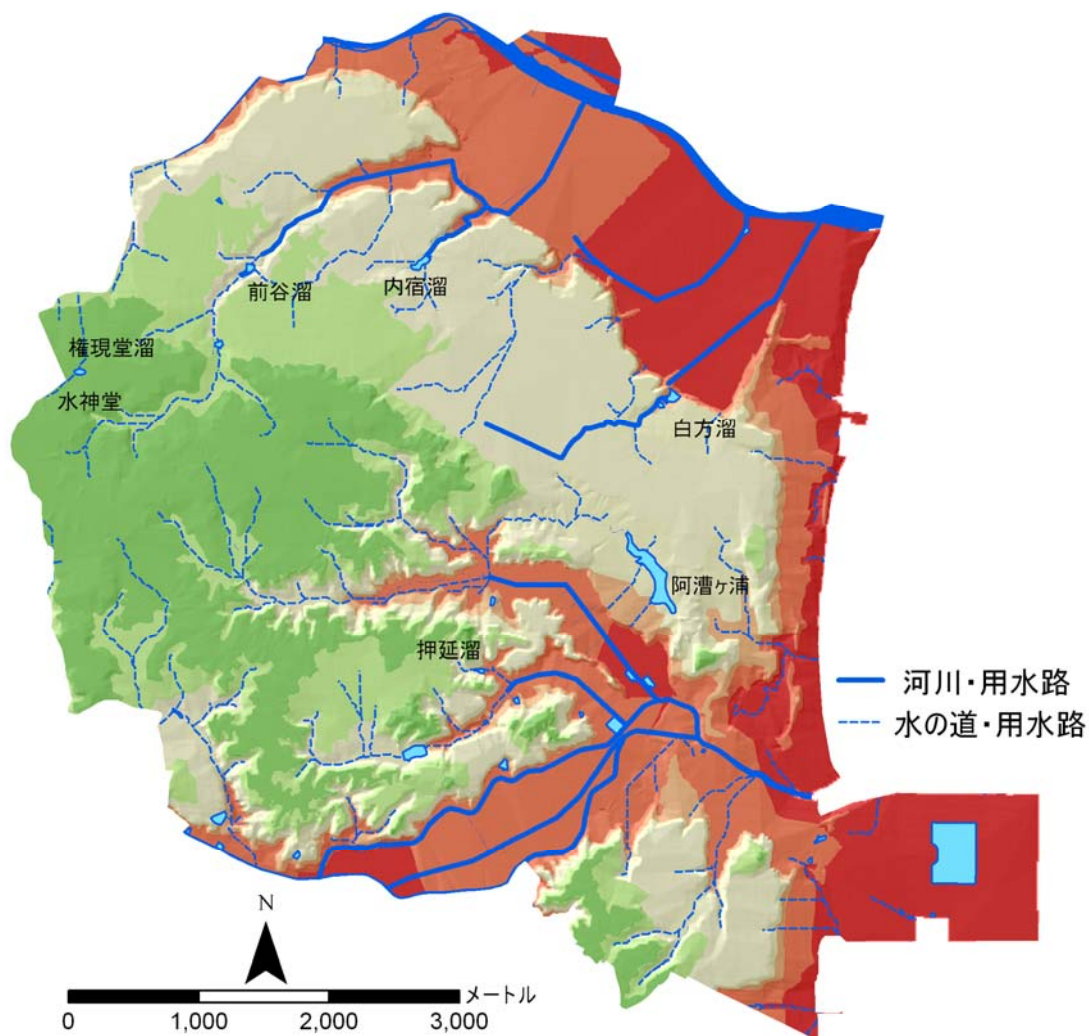 前谷溜
内宿溜
権現堂溜
水神堂
白方溜
阿漕ヶ浦
押延溜
河川・用水路
水の道・用水路
N
メートル
0 1,000 2,000 3,000